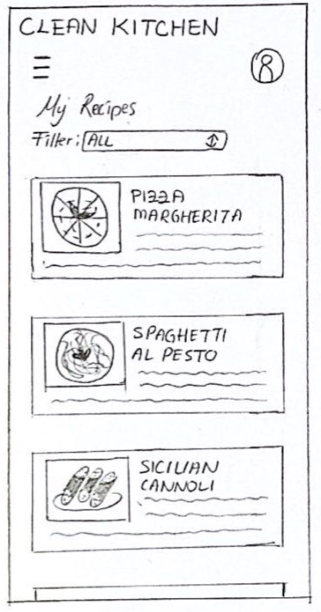 CLEAN KITCHEN
My Recipes
Filter: ALL
PIZZA
MARGHERITA
SPAGHETTI
AL PESTO
SICILIAN
CANNOLI